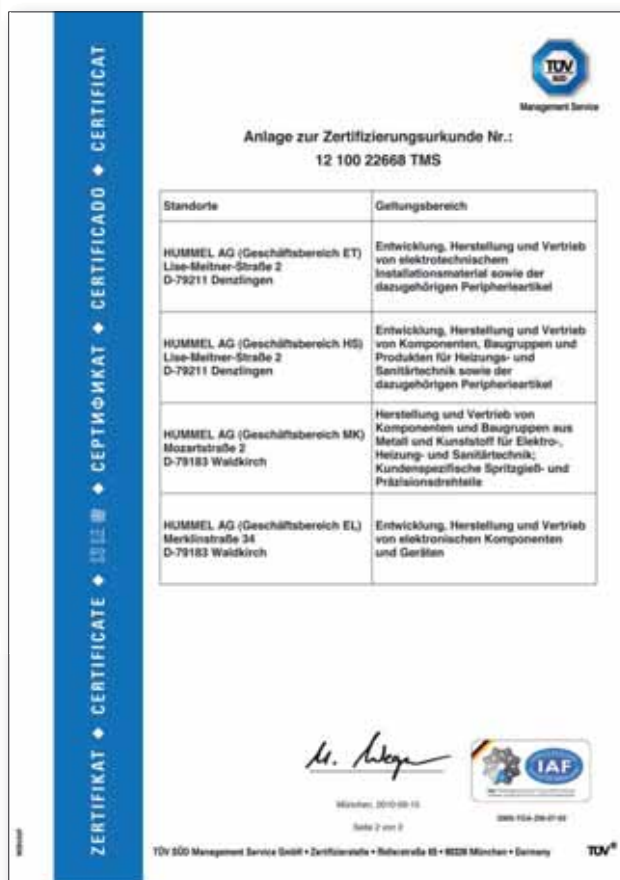 TÜV
SÜD
Management Service
ZERTIFIKAT ◆ CERTIFICATE ◆ 認証書 ◆ СЕРТИФИКАТ ◆ CERTIFICADO ◆ CERTIFICAT
Anlage zur Zertifizierungsurkunde Nr.:
12 100 22668 TMS
Standorte
Geltungsbereich
HUMMEL AG (Geschäftsbereich ET)
Lise-Meitner-Straße 2
D-79211 Denzlingen
Entwicklung, Herstellung und Vertrieb
von elektrotechnischem
Installationsmaterial sowie der
dazugehörigen Peripherieartikel
HUMMEL AG (Geschäftsbereich HS)
Lise-Meitner-Straße 2
D-79211 Denzlingen
Entwicklung, Herstellung und Vertrieb
von Komponenten, Baugruppen und
Produkten für Heizungs- und
Sanitärtechnik sowie der
dazugehörigen Peripherieartikel
HUMMEL AG (Geschäftsbereich MK)
Mozartstraße 2
D-79183 Waldkirch
Herstellung und Vertrieb von
Komponenten und Baugruppen aus
Metall und Kunststoff für Elektro-,
Heizung- und Sanitärtechnik;
Kundenspezifische Spritzgieß- und
Präzisionsdrehteile
HUMMEL AG (Geschäftsbereich EL)
Merklinstraße 34
D-79183 Waldkirch
Entwicklung, Herstellung und Vertrieb
von elektronischen Komponenten
und Geräten
IAF
München,
Seite 2 von 2
TÜV SÜD Management Service GmbH • Zertifizierstelle • Ridlerstraße 65 • 80339 München • Germany
TÜV®